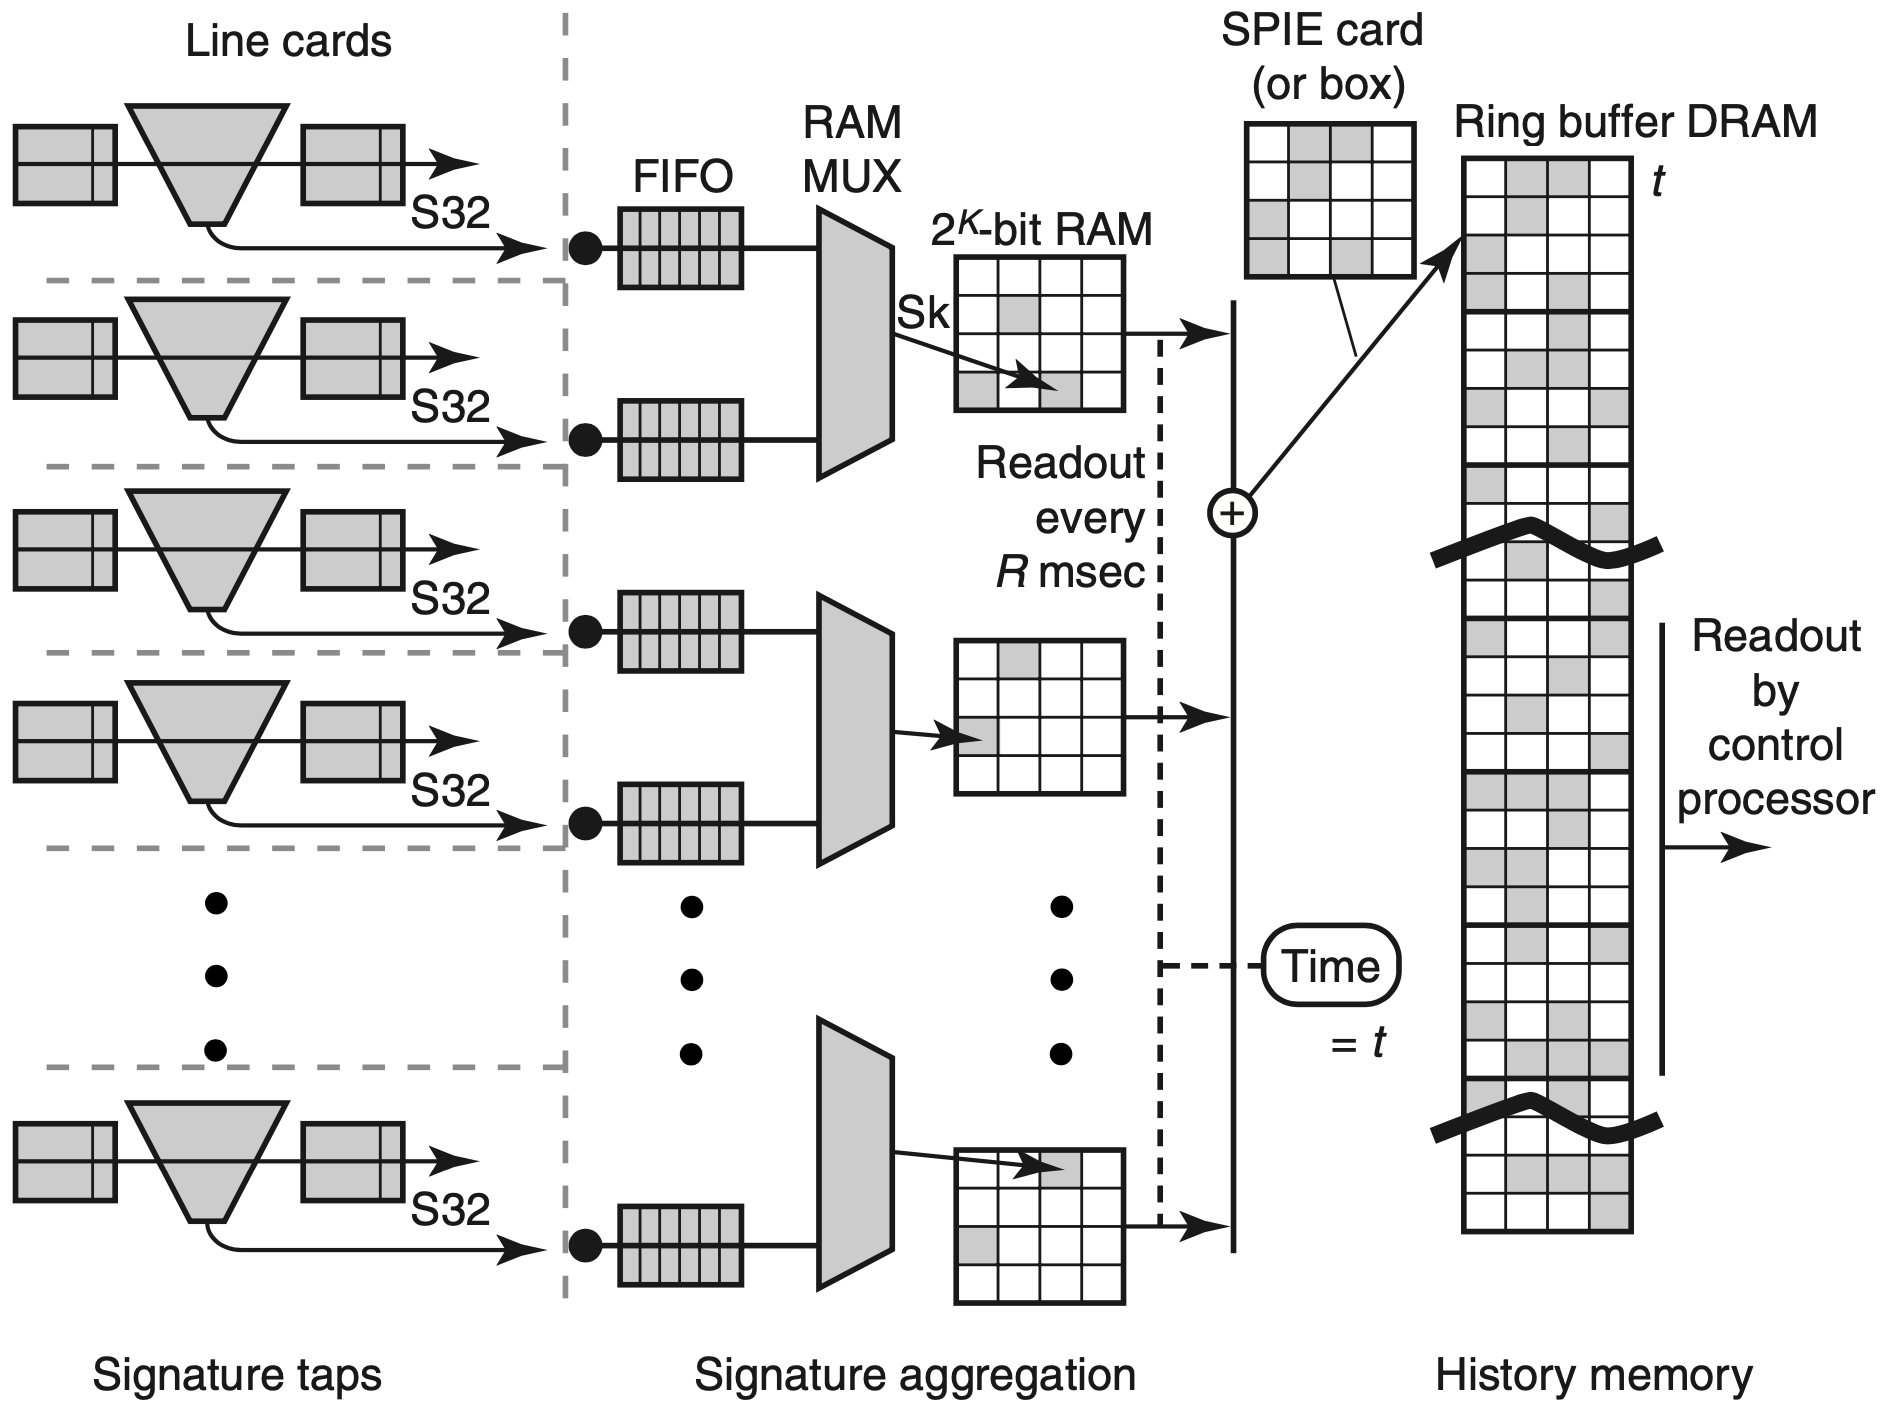 Line cards
SPIE card
(or box)
Ring buffer DRAM
RAM
MUX
FIFO
t
S32
2^K-bit RAM
Sk
S32
Readout
every
R msec
S32
Readout
by
control
processor
S32
Time
= t
S32
Signature taps
Signature aggregation
History memory